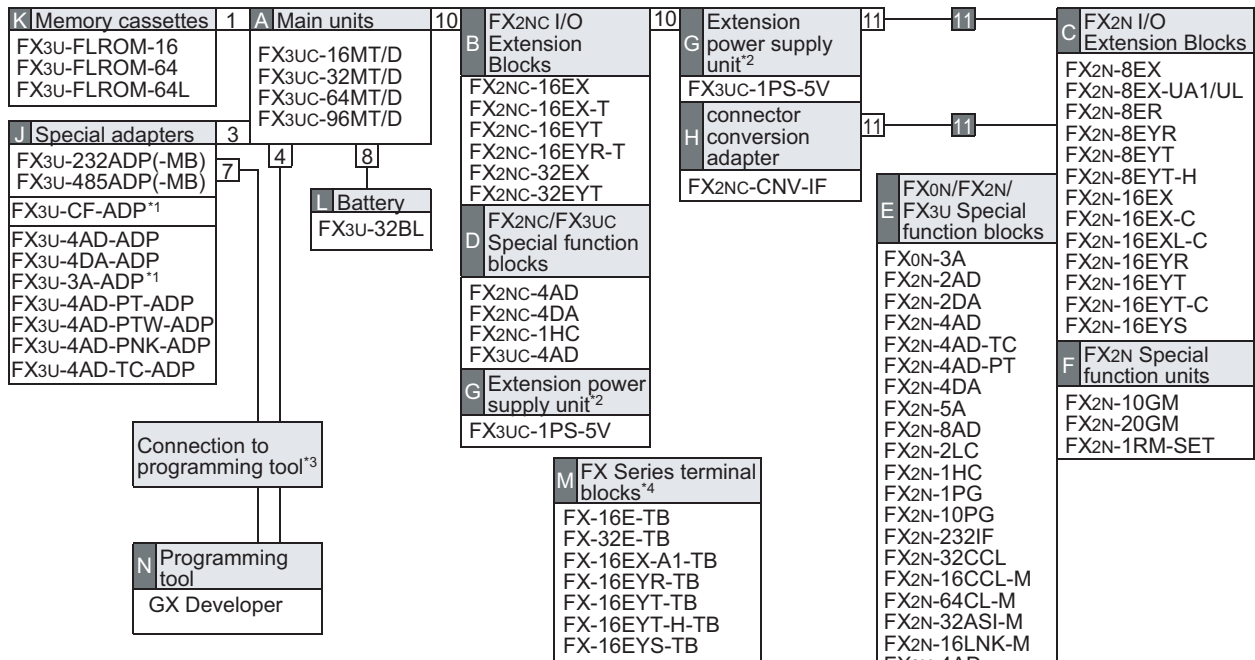 K Memory cassettes
FX3U-FLROM-16
FX3U-FLROM-64
FX3U-FLROM-64L
1
A Main units
FX3UC-16MT/D
FX3UC-32MT/D
FX3UC-64MT/D
FX3UC-96MT/D
10
J Special adapters
3
FX3U-232ADP(-MB)
FX3U-485ADP(-MB)
7
FX3U-CF-ADP*1
FX3U-4AD-ADP
FX3U-4DA-ADP
FX3U-3A-ADP*1
FX3U-4AD-PT-ADP
FX3U-4AD-PTW-ADP
FX3U-4AD-PNK-ADP
FX3U-4AD-TC-ADP
4
8
L Battery
FX3U-32BL
Connection to
programming tool*3
N Programming
tool
GX Developer
B FX2NC I/O
Extension
Blocks
FX2NC-16EX
FX2NC-16EX-T
FX2NC-16EYT
FX2NC-16EYR-T
FX2NC-32EX
FX2NC-32EYT
D FX2NC/FX3UC
Special function
blocks
FX2NC-4AD
FX2NC-4DA
FX2NC-1HC
FX3UC-4AD
G Extension power
supply unit*2
FX3UC-1PS-5V
10
G Extension
power supply
unit*2
FX3UC-1PS-5V
H connector
conversion
adapter
FX2NC-CNV-IF
11
11
11
11
M FX Series terminal
blocks*4
FX-16E-TB
FX-32E-TB
FX-16EX-A1-TB
FX-16EYR-TB
FX-16EYT-TB
FX-16EYT-H-TB
FX-16EYS-TB
E FX0N/FX2N/
FX3U Special
function blocks
FX0N-3A
FX2N-2AD
FX2N-2DA
FX2N-4AD
FX2N-4AD-TC
FX2N-4AD-PT
FX2N-4DA
FX2N-5A
FX2N-8AD
FX2N-2LC
FX2N-1HC
FX2N-1PG
FX2N-10PG
FX2N-232IF
FX2N-32CCL
FX2N-16CCL-M
FX2N-64CL-M
FX2N-32ASI-M
FX2N-16LNK-M
C FX2N I/O
Extension Blocks
FX2N-8EX
FX2N-8EX-UA1/UL
FX2N-8ER
FX2N-8EYR
FX2N-8EYT
FX2N-8EYT-H
FX2N-16EX
FX2N-16EX-C
FX2N-16EXL-C
FX2N-16EYR
FX2N-16EYT
FX2N-16EYT-C
FX2N-16EYS
F FX2N Special
function units
FX2N-10GM
FX2N-20GM
FX2N-1RM-SET